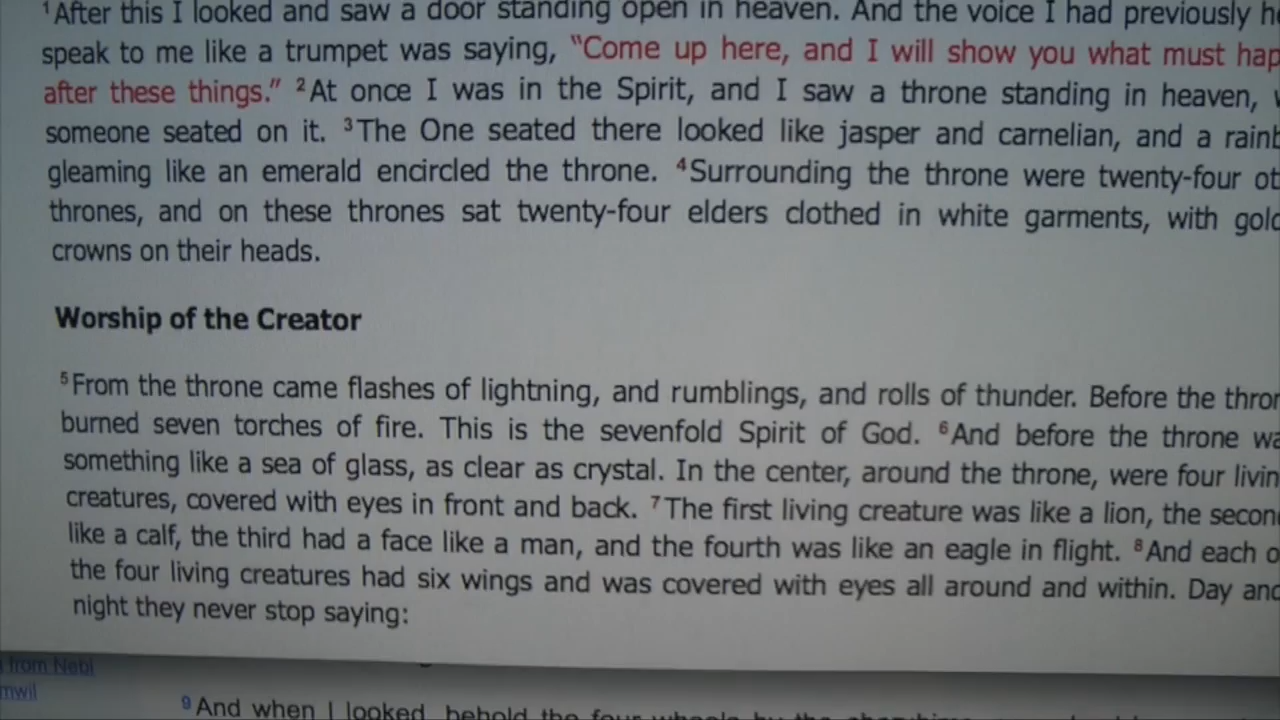 ¹After this I looked and saw a door standing open in heaven. And the voice I had previously
speak to me like a trumpet was saying, “Come up here, and I will show you what must
after these things.” ²At once I was in the Spirit, and I saw a throne standing in heaven,
someone seated on it. ³The One seated there looked like jasper and carnelian, and a
gleaming like an emerald encircled the throne. ⁴Surrounding the throne were twenty-four
thrones, and on these thrones sat twenty-four elders clothed in white garments, with
crowns on their heads.
Worship of the Creator
⁵From the throne came flashes of lightning, and rumblings, and rolls of thunder. Before the
burned seven torches of fire. This is the sevenfold Spirit of God. ⁶And before the throne
something like a sea of glass, as clear as crystal. In the center, around the throne, were four
creatures, covered with eyes in front and back. ⁷The first living creature was like a lion, the
like a calf, the third had a face like a man, and the fourth was like an eagle in flight. ⁸And each
the four living creatures had six wings and was covered with eyes all around and within. Day
night they never stop saying:
from Nebi
mwil
⁹And when I looked, behold the four wheels by the